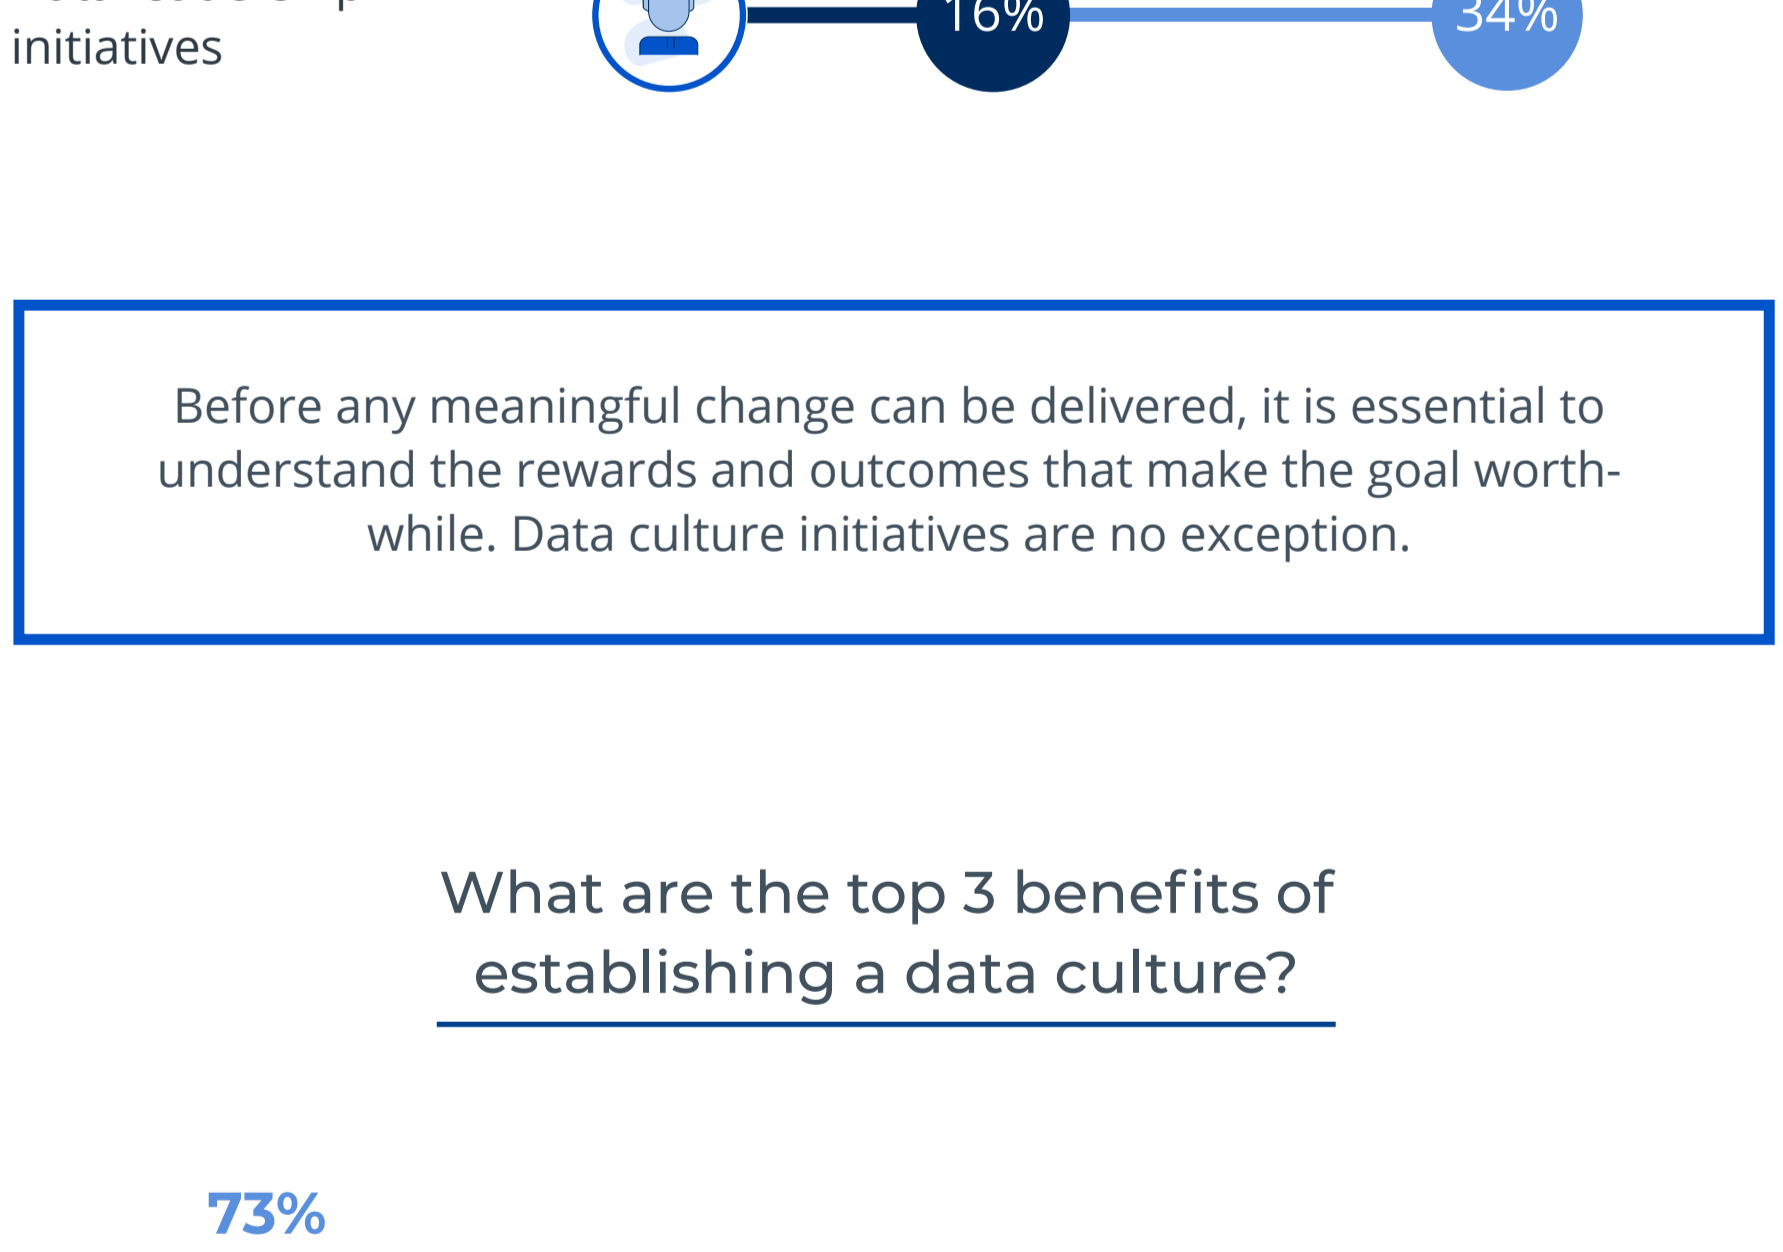 initiatives
16%
34%
Before any meaningful change can be delivered, it is essential to
understand the rewards and outcomes that make the goal worth-
while. Data culture initiatives are no exception.
What are the top 3 benefits of
establishing a data culture?
73%